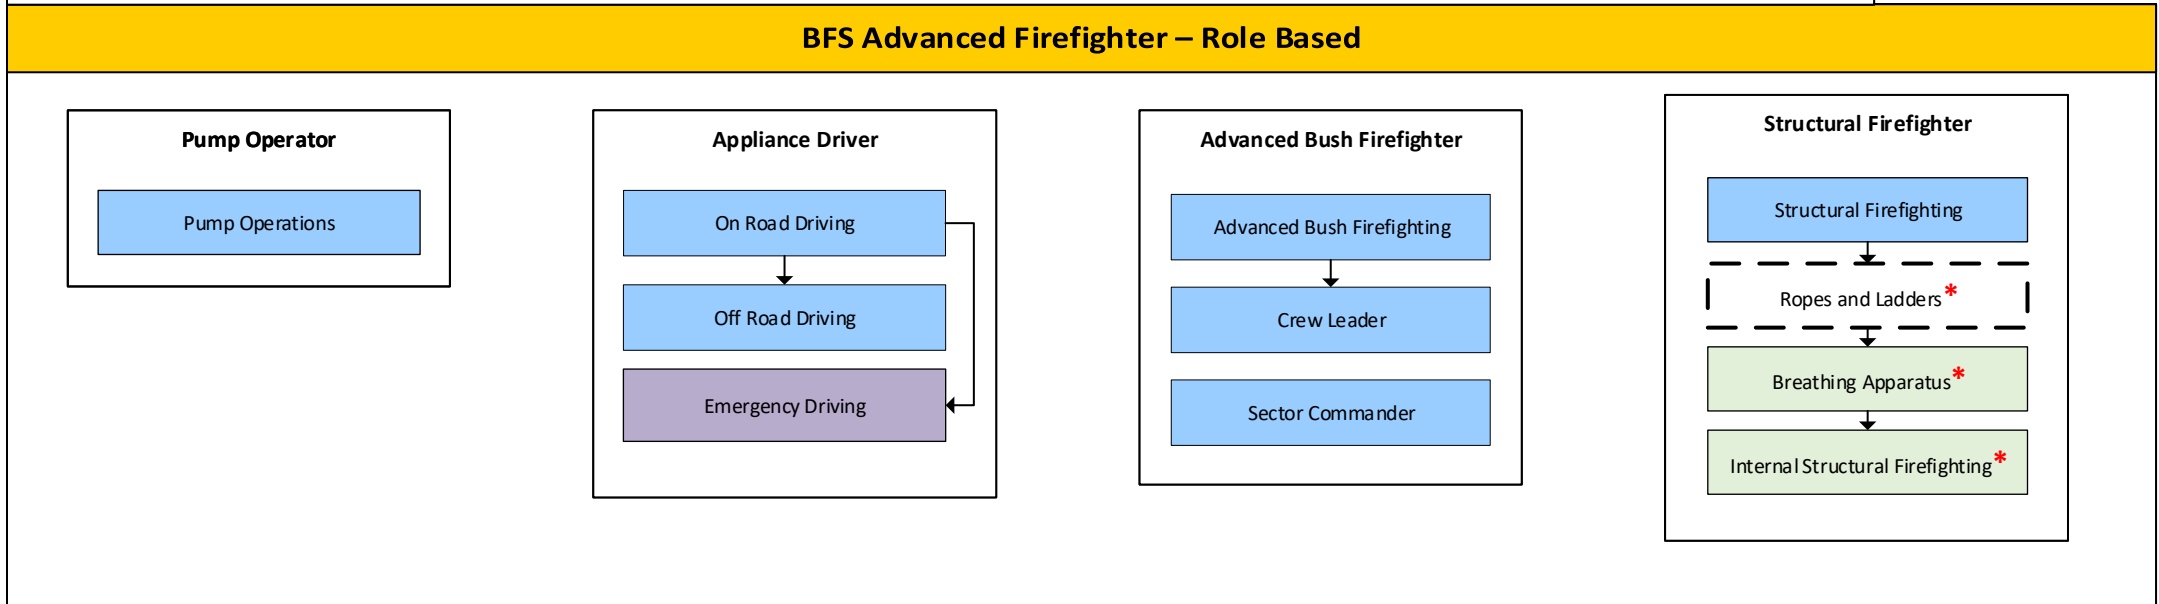 BFS Advanced Firefighter – Role Based
Pump Operator
Pump Operations
Appliance Driver
On Road Driving
Off Road Driving
Emergency Driving
Advanced Bush Firefighter
Advanced Bush Firefighting
Crew Leader
Sector Commander
Structural Firefighter
Structural Firefighting
Ropes and Ladders*
Breathing Apparatus*
Internal Structural Firefighting*